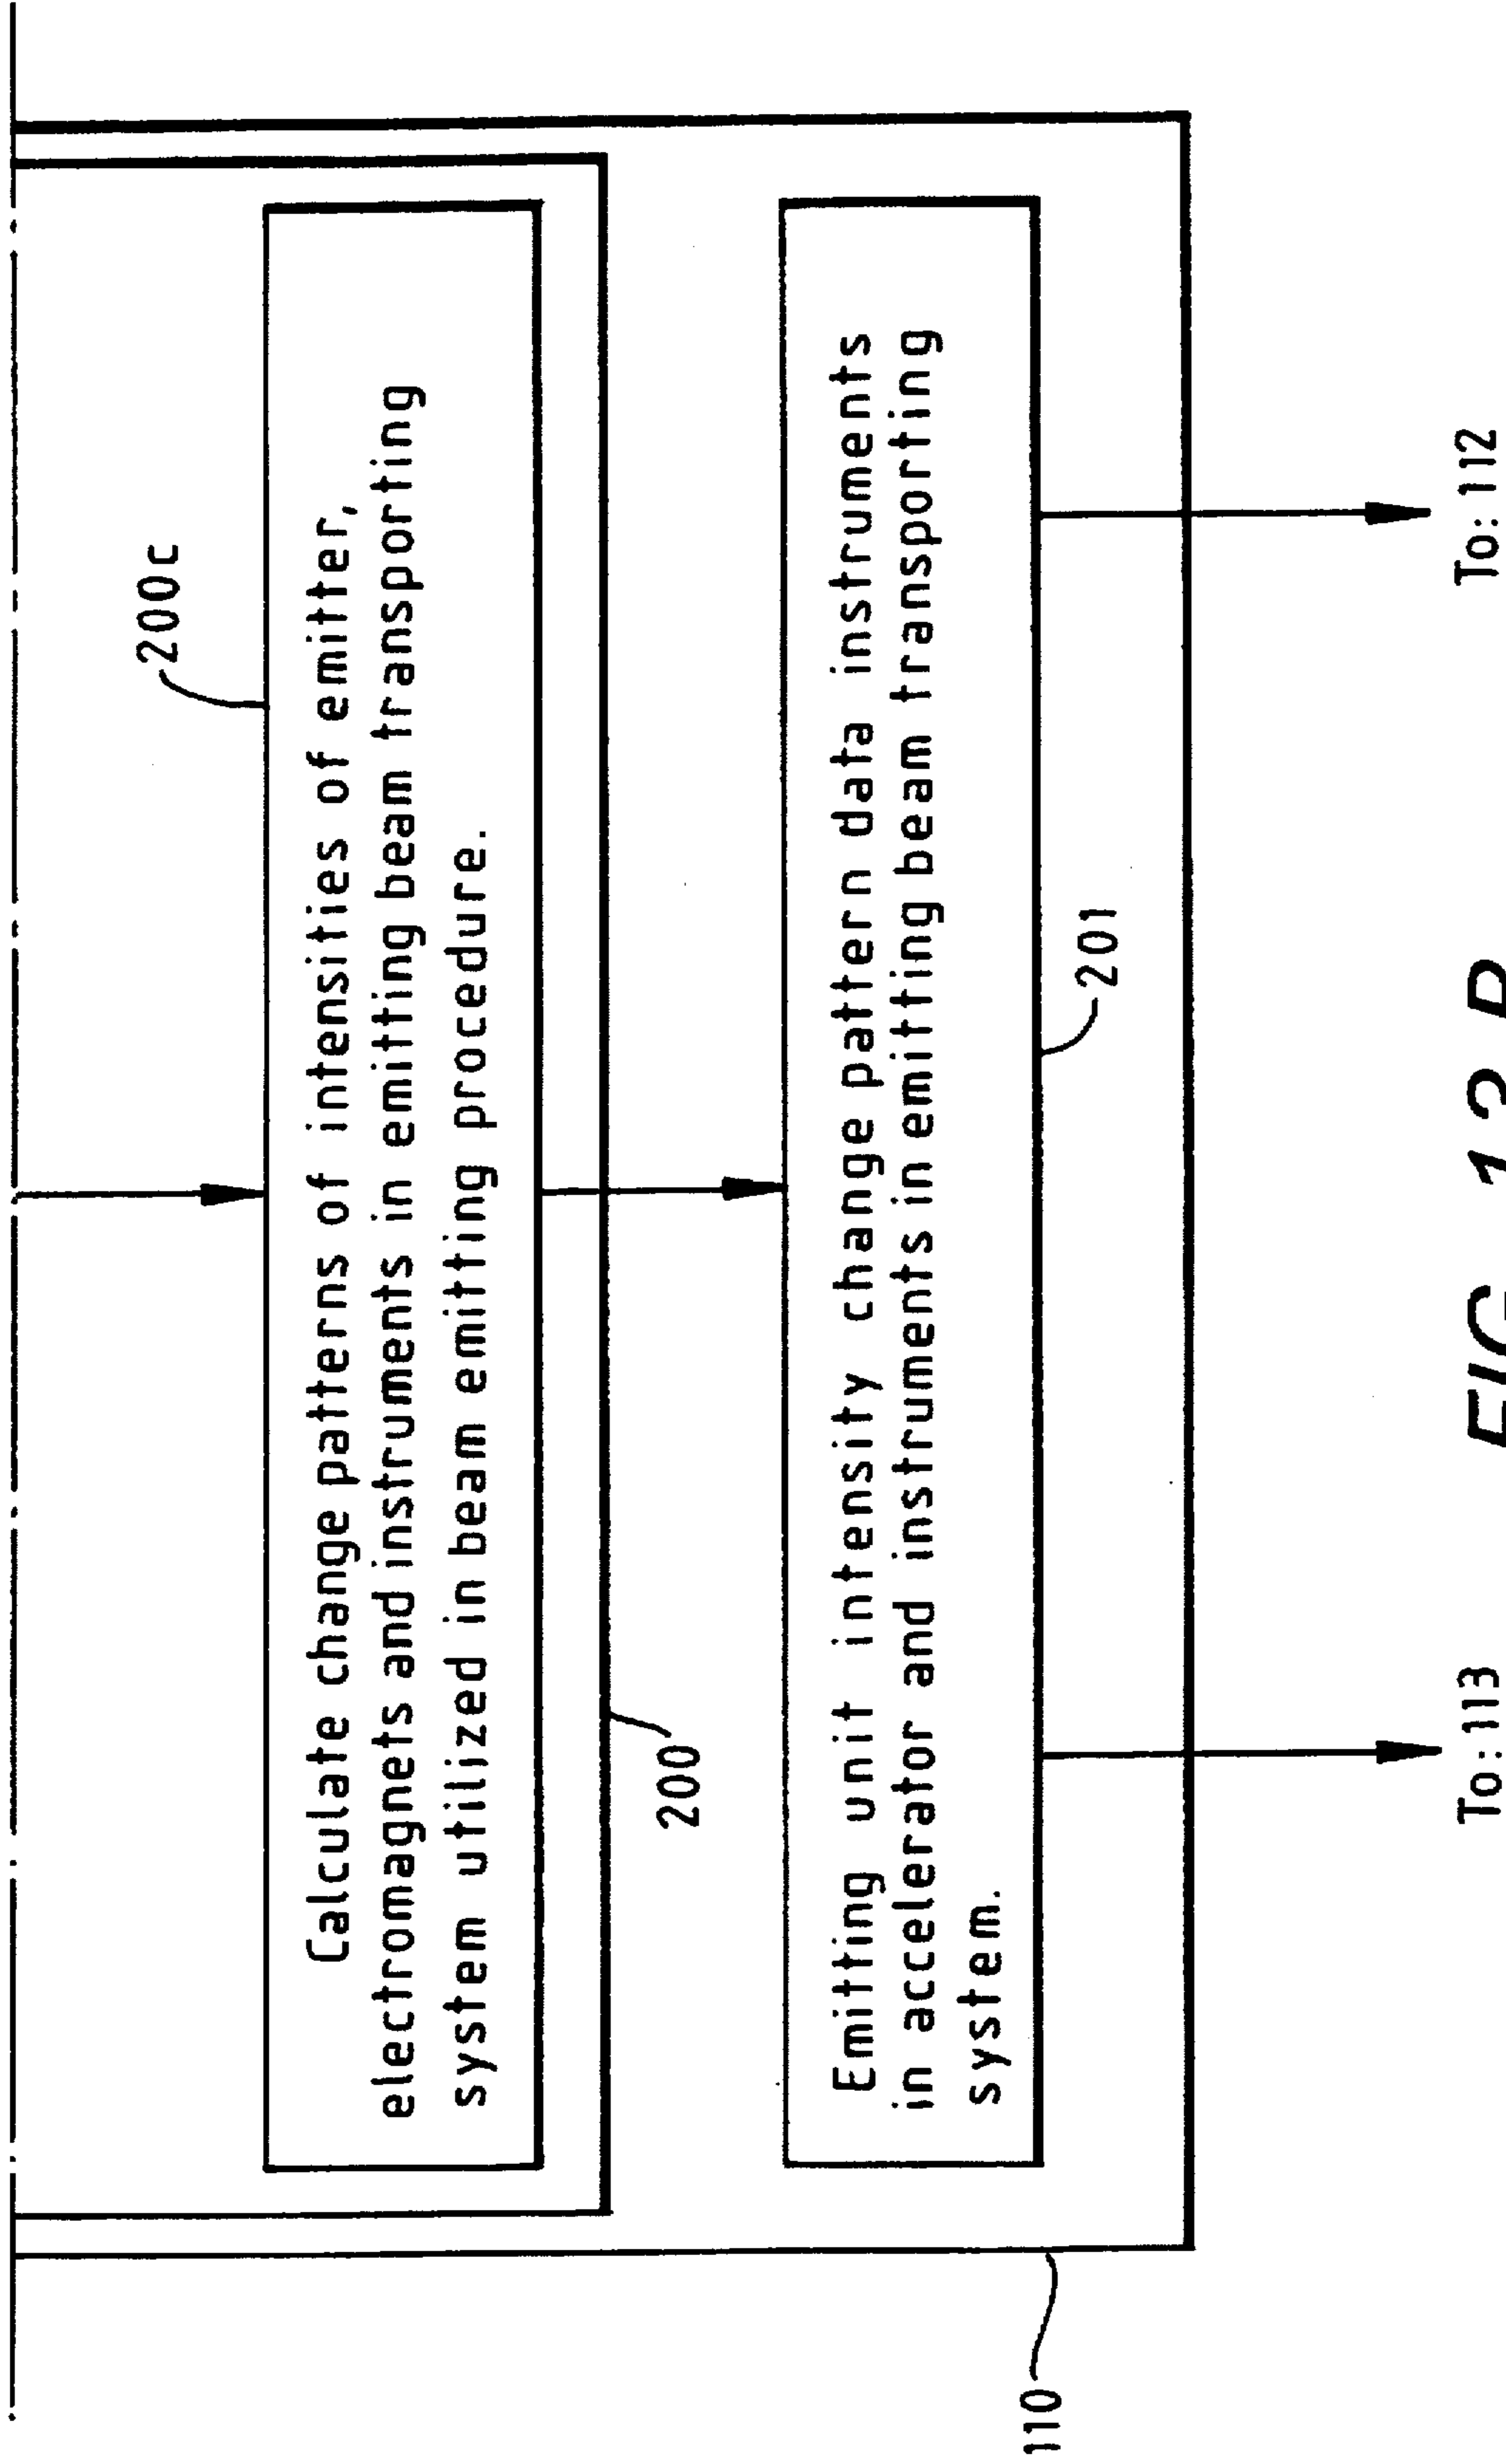 200c
Calculate change patterns of intensities of emitter,
electromagnets and instruments in emitting beam transporting
system utilized in beam emitting procedure.
200
Emitting unit intensity change pattern data instruments
in accelerator and instruments in emitting beam transporting
system.
201
110
To: 113
To: 112
FIG. 12 B